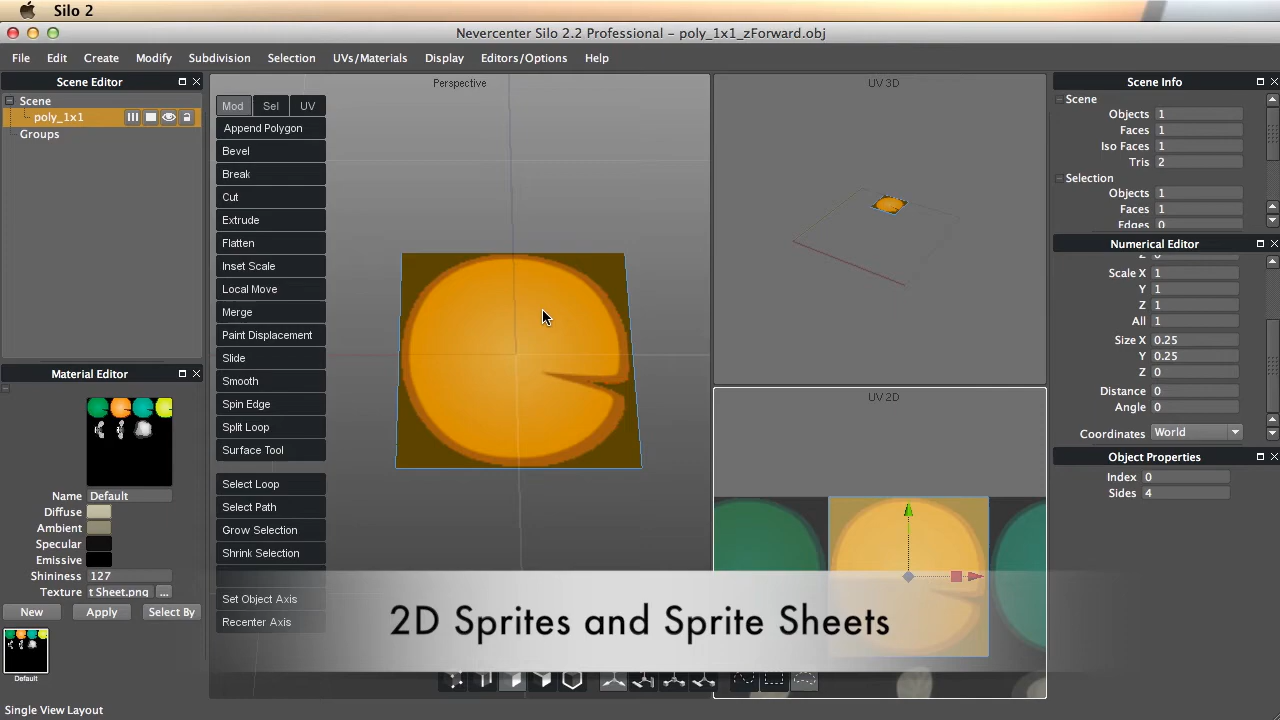 Silo 2
Nevercenter Silo 2.2 Professional - poly_1x1_zForward.obj
File Edit Create Modify Subdivision Selection UVs/Materials Display Editors/Options Help
Scene Editor
Scene
poly_1x1
Groups
Material Editor
Name Default
Diffuse
Ambient
Specular
Emissive
Shininess 127
Texture t Sheet.png ...
New Apply Select By
Default
Single View Layout
Perspective
Mod Sel UV
Append Polygon
Bevel
Break
Cut
Extrude
Flatten
Inset Scale
Local Move
Merge
Paint Displacement
Slide
Smooth
Spin Edge
Split Loop
Surface Tool
Select Loop
Select Path
Grow Selection
Shrink Selection
Set Object Axis
Recenter Axis
2D Sprites and Sprite Sheets
UV 3D
UV 2D
Scene Info
Scene
Objects 1
Faces 1
Iso Faces 1
Tris 2
Selection
Objects 1
Faces 1
Edges 0
Numerical Editor
Z 0
Scale X 1
Y 1
Z 1
All 1
Size X 0.25
Y 0.25
Z 0
Distance 0
Angle 0
Coordinates World
Object Properties
Index 0
Sides 4